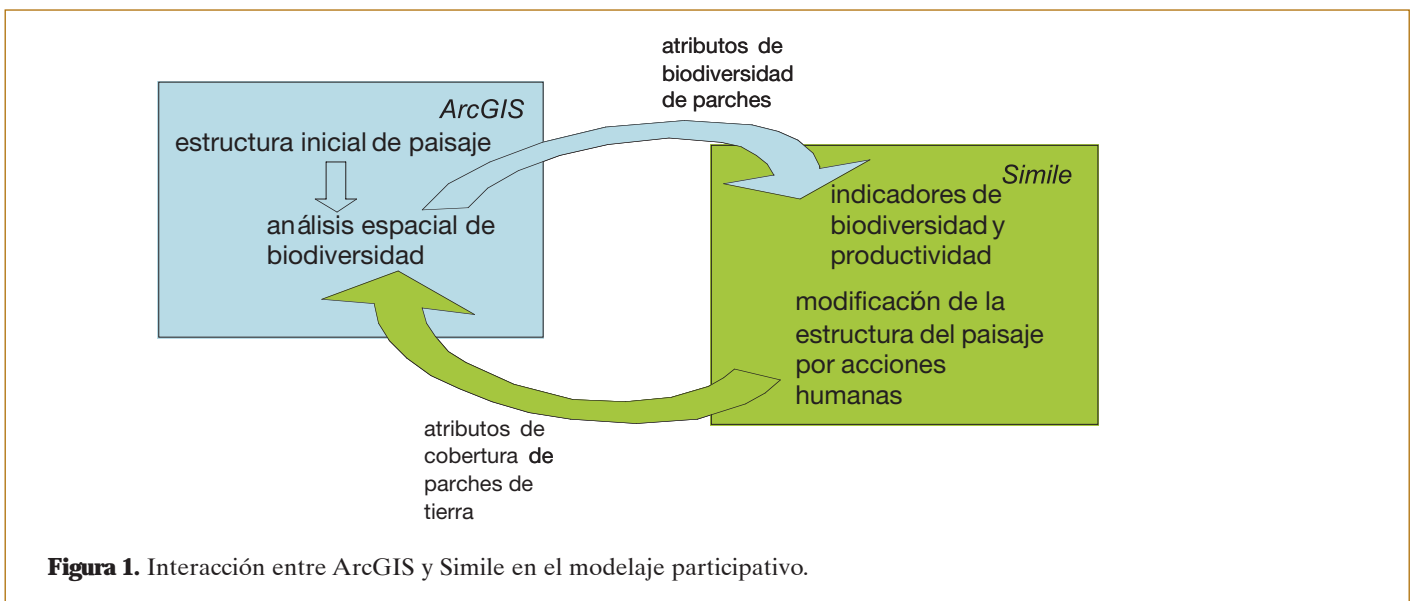 atributos de
biodiversidad
de parches
ArcGIS
estructura inicial de paisaje
análisis espacial de
biodiversidad
Simile
indicadores de
biodiversidad y
productividad
modificación de la
estructura del paisaje
por acciones
humanas
atributos de
cobertura de
parches de
tierra
Figura 1. Interacción entre ArcGIS y Simile en el modelaje participativo.